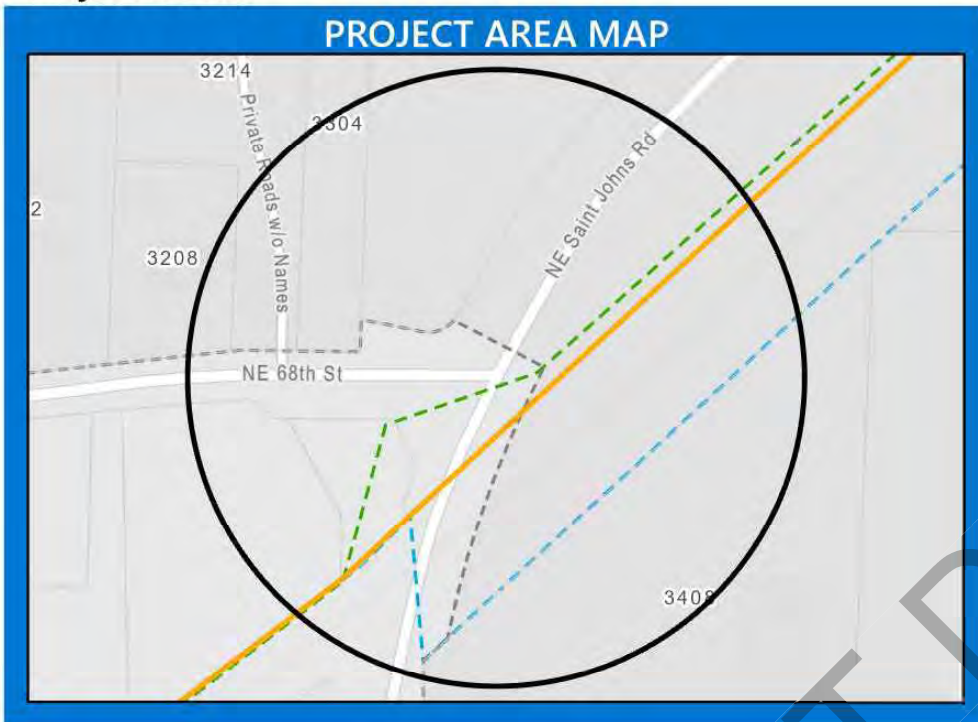 PROJECT AREA MAP
3214
3304
Private Roads w/o Names
NE Saint Johns Rd
2
3208
NE 68th St
3408